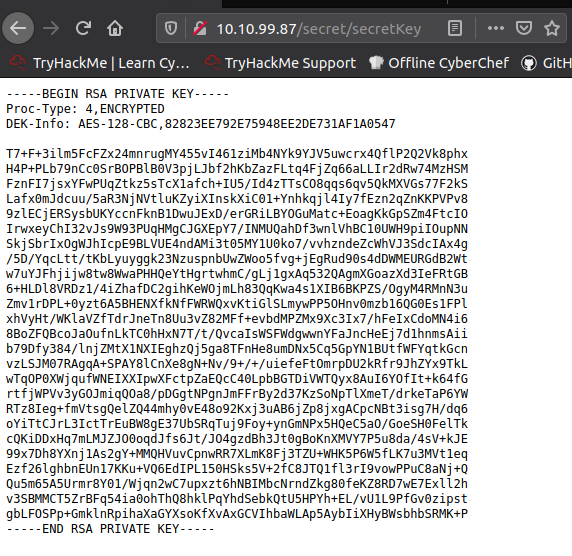 10.10.99.87/secret/secretKey
TryHackMe | Learn Cy… TryHackMe Support Offline CyberChef GitH
-----BEGIN RSA PRIVATE KEY-----
Proc-Type: 4,ENCRYPTED
DEK-Info: AES-128-CBC,82823EE792E75948EE2DE731AF1A0547

T7+F+3ilm5FcFZx24mnrugMY455vI461ziMb4NYk9YJV5uwcrx4QflP2Q2Vk8phx
H4P+PLb79nCc0SrBOPBlB0V3pjLJbf2hKbZazFLtq4FjZq66aLLIr2dRw74MzHSM
FznFI7jsxYFwPUqZtkz5sTcX1afch+IU5/Id4zTTsCO8qqs6qv5QkMXVGs77F2kS
Lafx0mJdcuu/5aR3NjNVtluKZyiXInskXiC01+Ynhkqjl4Iy7fEzn2qZnKKPVPv8
9zlECjERSysbUKYccnFknB1DwuJExD/erGRiLBYOGuMatc+EoagKkGpSZm4FtcIO
IrwxeyChI32vJs9W93PUqHMgCJGXEpY7/INMUQahDf3wnlVhBC10UWH9piIOupNN
SkjSbrIxOgWJhIcpE9BLVUE4ndAMi3t05MY1U0ko7/vvhzndeZcWhVJ3SdcIAx4g
/5D/YqcLtt/tKbLyuyggk23NzuspnbUwZWoo5fvg+jEgRud90s4dDWMEURGdB2Wt
w7uYJFhjijw8tw8WwaPHHQeYtHgrtwhmC/gLj1gxAq532QAgmXGoazXd3IeFRtGB
6+HLDl8VRDz1/4iZhafDC2gihKeWOjmLh83QqKwa4s1XIB6BKPZS/OgyM4RMnN3u
Zmv1rDPL+0yzt6A5BHENXfkNfFWRWQxvKtiGlSLmywPP5OHnv0mzb16QG0Es1FPl
xhVyHt/WKlaVZfTdrJneTn8Uu3vZ82MFf+evbdMPZMx9Xc3Ix7/hFeIxCdoMN4i6
8BoZFQBcoJaOufnLkTC0hHxN7T/t/QvcaIsWSFWdgwwnYFaJncHeEj7d1hnmsAii
b79Dfy384/lnjZMtX1NXIEghzQj5ga8TFnHe8umDNx5Cq5GpYN1BUtfWFYqtkGcn
vzLSJM07RAgqA+SPAY8lCnXe8gN+Nv/9+/+/uiefeFtOmrpDU2kRfr9JhZYx9TkL
wTqOP0XWjqufWNEIXXIpwXFctpZaEQcC40LpbBGTDiVWTQyx8AuI6YOfIt+k64fG
rtfjWPVv3yGOJmiqQOa8/pDGgtNPgnJmFFrBy2d37KzSoNpTlXmeT/drkeTaP6YW
RTz8Ieg+fmVtsgQelZQ44mhy0vE48o92Kxj3uAB6jZp8jxgACpcNBt3isg7H/dq6
oYiTtCJrL3IctTrEuBW8gE37UbSRqTuj9Foy+ynGmNPx5HQeC5aO/GoeSH0FelTk
cQKiDDxHq7mLMJZJO0oqdJfs6Jt/JO4gzdBh3Jt0gBoKnXMVY7P5u8da/4sV+kJE
99x7Dh8YXnj1As2gY+MMQHVuvCpnwRR7XLmK8Fj3TZU+WHK5P6W5fLK7u3MVt1eq
Ezf26lghbnEUn17KKu+VQ6EdIPL150HSks5V+2fC8JTQ1fl3rI9vowPPuC8aNj+Q
Qu5m65A5Urmr8Y01/Wjqn2wC7upxzt6hNBIMbcNrndZkg80feKZ8RD7wE7Exll2h
v3SBMMCT5ZrBFq54ia0ohThQ8hklPqYhdSebkQtU5HPYh+EL/vU1L9PfGv0zipst
gbLFOSPp+GmklnRpihaXaGYXsoKfXvAxGCVIhbaWLAp5AybIiXHyBWsbhbSRMK+P
-----END RSA PRIVATE KEY-----